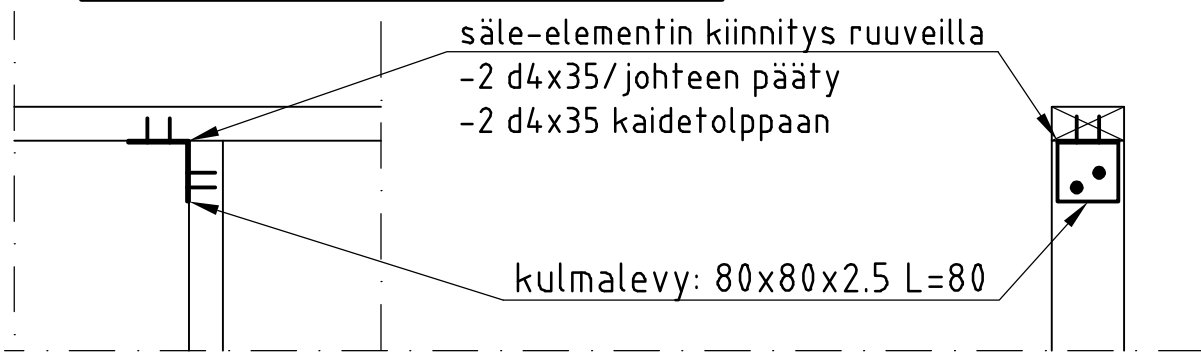 säle-elementin kiinnitys ruuveilla
-2 d4x35/johteen pääty
-2 d4x35 kaidetolppaan
kulmalevy: 80x80x2.5 L=80